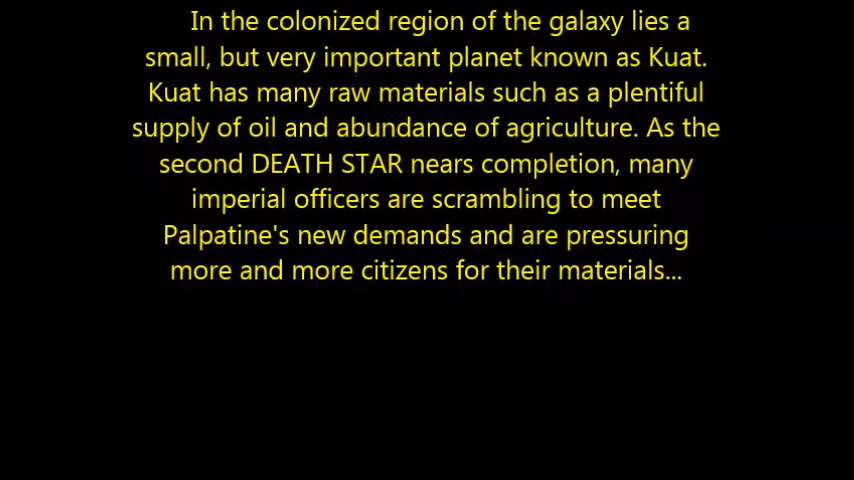 In the colonized region of the galaxy lies a
small, but very important planet known as Kuat.
Kuat has many raw materials such as a plentiful
supply of oil and abundance of agriculture. As the
second DEATH STAR nears completion, many
imperial officers are scrambling to meet
Palpatine's new demands and are pressuring
more and more citizens for their materials...